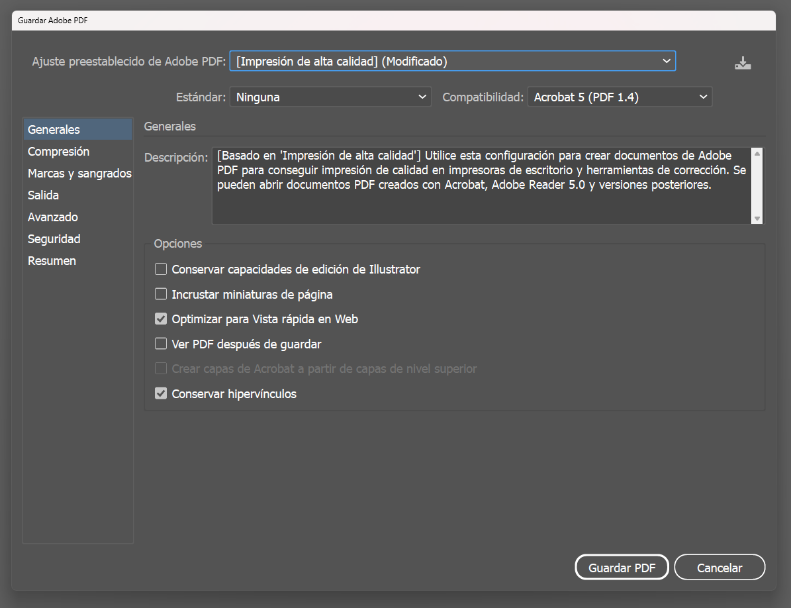 Guardar Adobe PDF
Ajuste preestablecido de Adobe PDF: [Impresión de alta calidad] (Modificado)
Estándar: Ninguna Compatibilidad: Acrobat 5 (PDF 1.4)
Generales
Compresión
Marcas y sangrados
Salida
Avanzado
Seguridad
Resumen
Generales
Descripción: [Basado en 'Impresión de alta calidad'] Utilice esta configuración para crear documentos de Adobe
PDF para conseguir impresión de calidad en impresoras de escritorio y herramientas de corrección. Se
pueden abrir documentos PDF creados con Acrobat, Adobe Reader 5.0 y versiones posteriores.
Opciones
Conservar capacidades de edición de Illustrator
Incrustar miniaturas de página
Optimizar para Vista rápida en Web
Ver PDF después de guardar
Crear capas de Acrobat a partir de capas de nivel superior
Conservar hipervínculos
Guardar PDF Cancelar